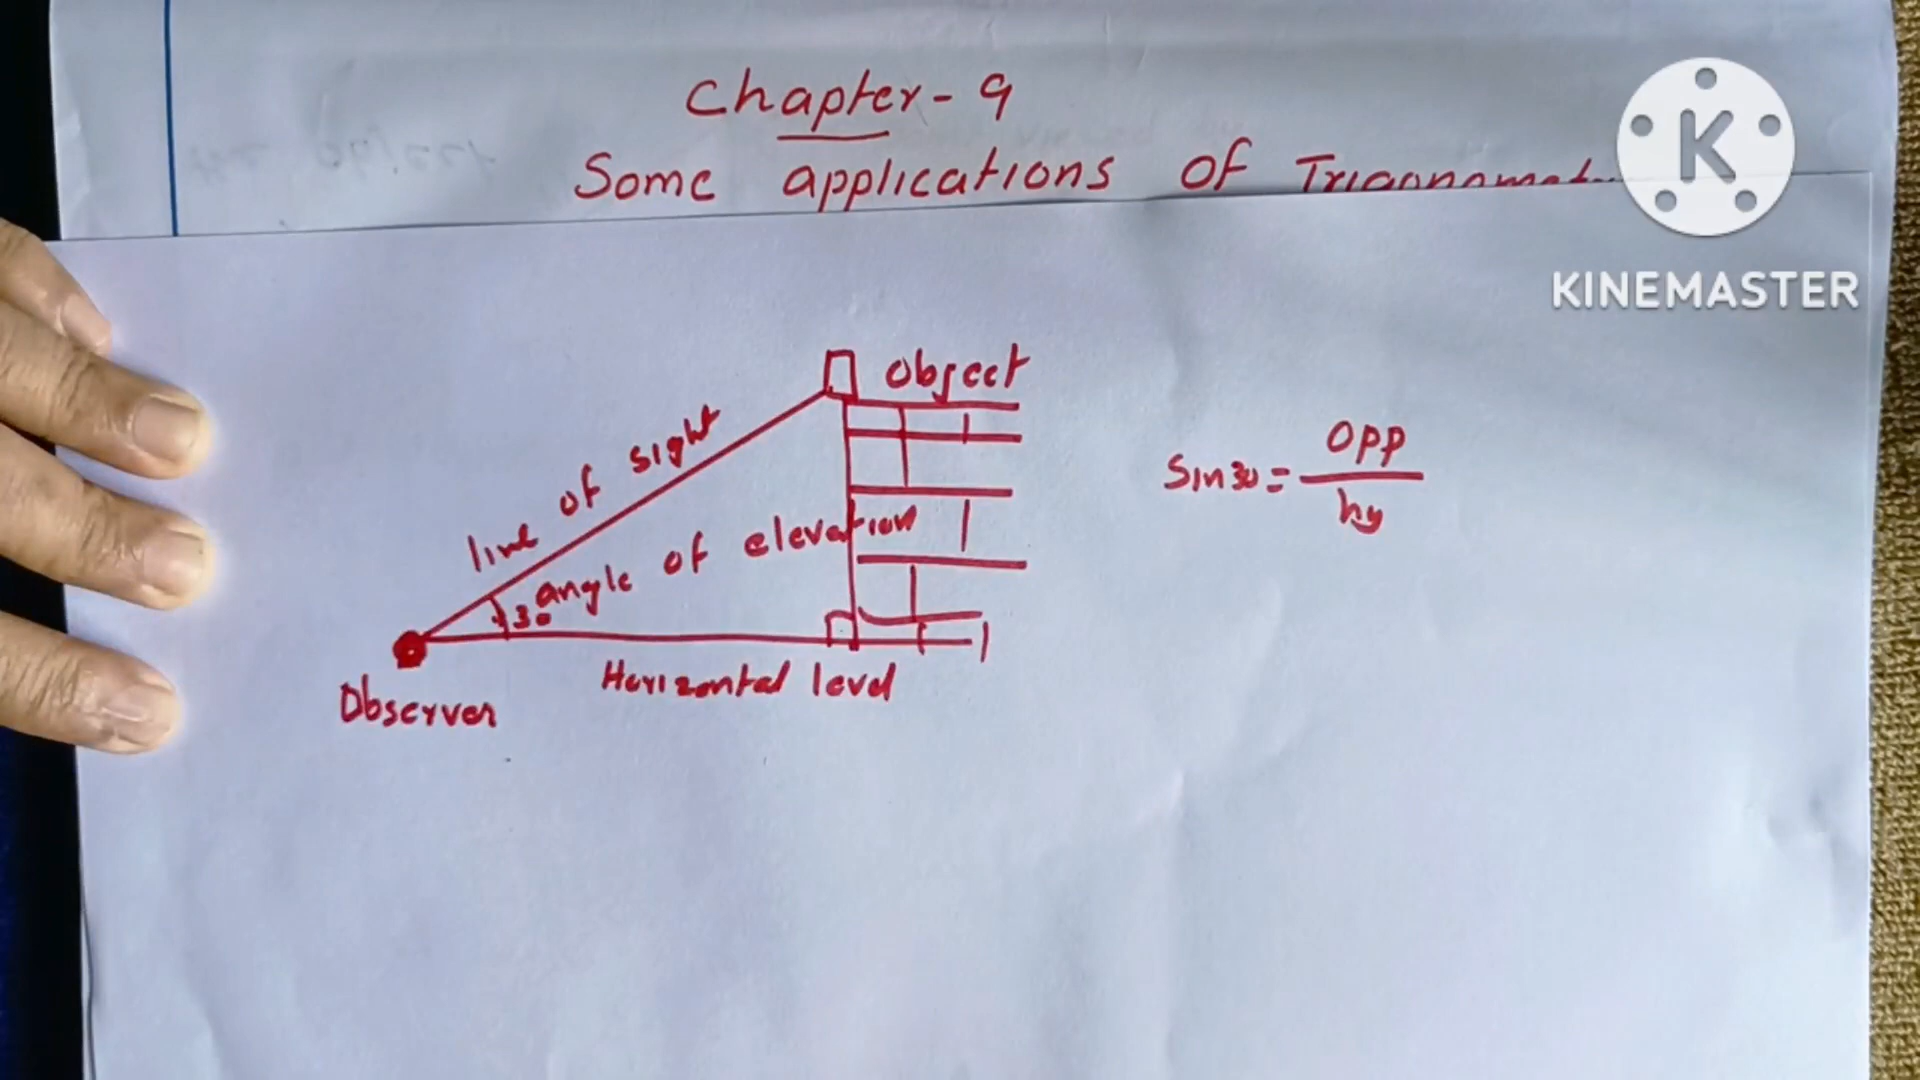 Chapter - 9
Some applications of
K
KINEMASTER
Object
line of sight
Sin30 = Opp
hy
angle of elevation
30
Horizontal level
Observer